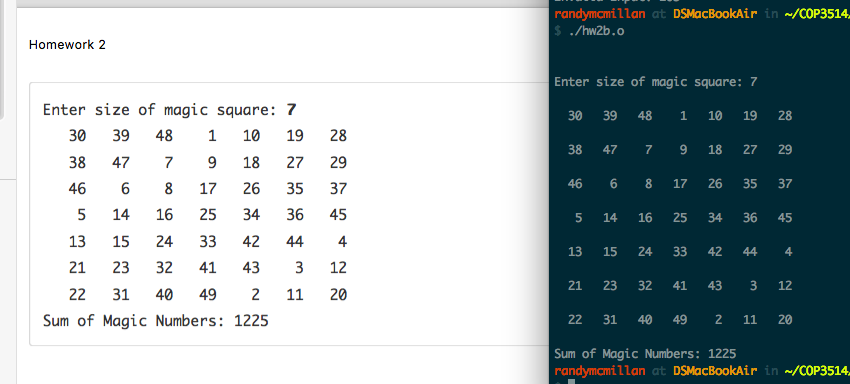 Homework 2
Enter size of magic square: 7
30 39 48 1 10 19 28
38 47 7 9 18 27 29
46 6 8 17 26 35 37
5 14 16 25 34 36 45
13 15 24 33 42 44 4
21 23 32 41 43 3 12
22 31 40 49 2 11 20
Sum of Magic Numbers: 1225
randymcmillan at DSMacBookAir in ~/COP3514/
$ ./hw2b.o
Enter size of magic square: 7
30 39 48 1 10 19 28
38 47 7 9 18 27 29
46 6 8 17 26 35 37
5 14 16 25 34 36 45
13 15 24 33 42 44 4
21 23 32 41 43 3 12
22 31 40 49 2 11 20
Sum of Magic Numbers: 1225
randymcmillan at DSMacBookAir in ~/COP3514/